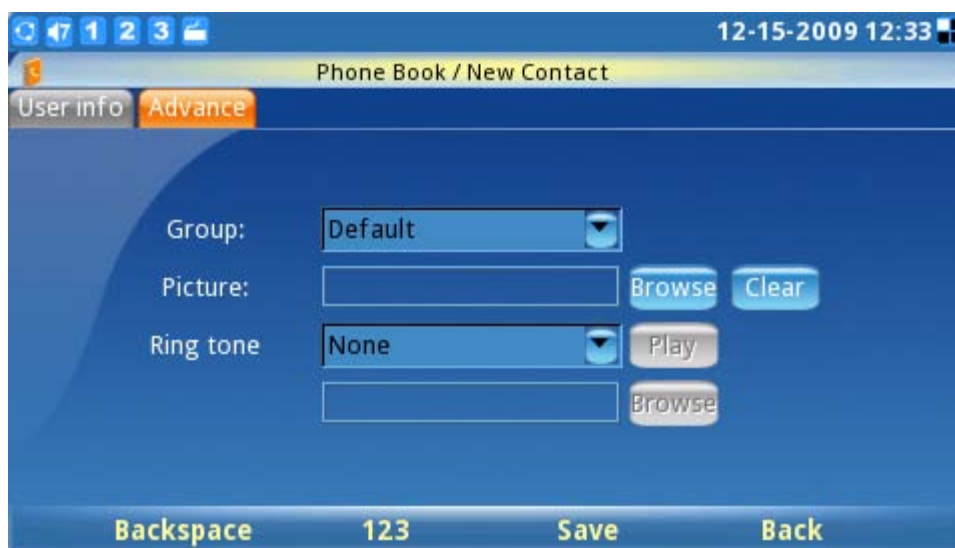 7 1 2 3 12-15-2009 12:33
Phone Book / New Contact
User info Advance
Group: Default
Picture: Browse Clear
Ring tone None Play
Browse
Backspace 123 Save Back